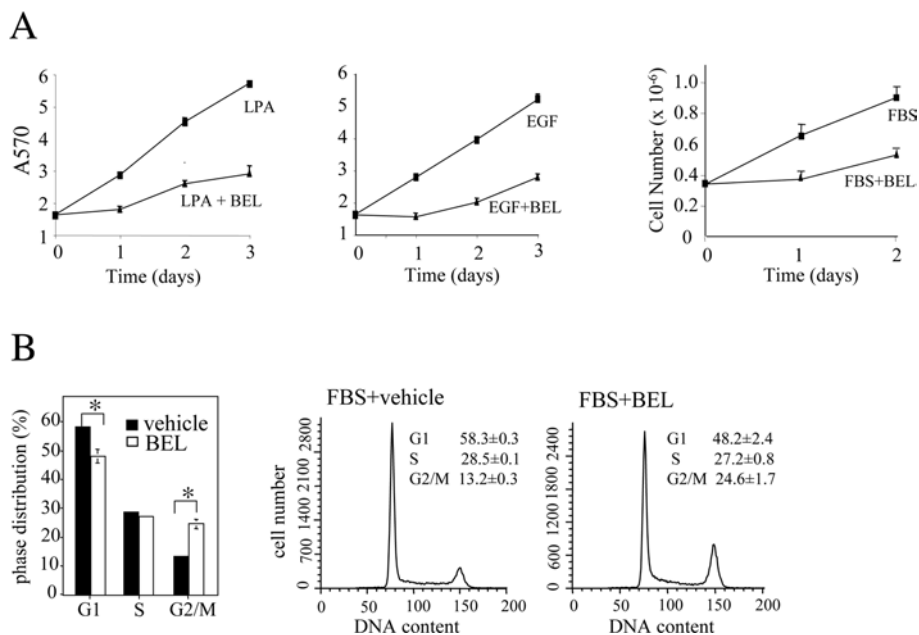 A
A570
6
5
4
3
2
1
LPA
LPA + BEL
0 1 2 3
Time (days)
6
5
4
3
2
1
EGF
EGF+BEL
0 1 2 3
Time (days)
Cell Number (x 10⁻⁶)
1.0
0.8
0.6
0.4
0.2
0
FBS
FBS+BEL
0 1 2
Time (days)
B
phase distribution (%)
60
50
40
30
20
10
0
*
vehicle
BEL
*
G1 S G2/M
FBS+vehicle
cell number
0 700 1400 2100 2800
G1 58.3±0.3
S 28.5±0.1
G2/M 13.2±0.3
0 50 100 150 200
DNA content
FBS+BEL
0 600 1200 1800 2400
G1 48.2±2.4
S 27.2±0.8
G2/M 24.6±1.7
0 50 100 150 200
DNA content